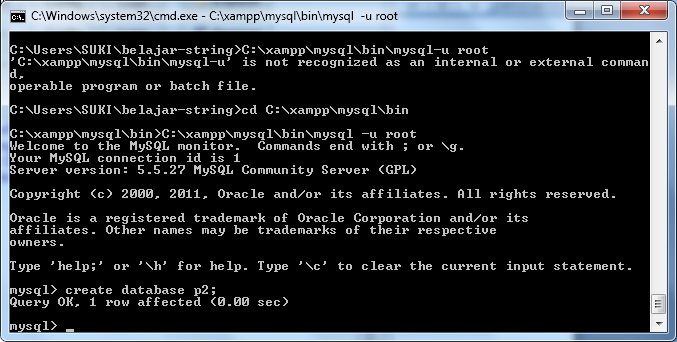 C:\Windows\system32\cmd.exe - C:\xampp\mysql\bin\mysql  -u root
C:\Users\SUKI\belajar-string>C:\xampp\mysql\bin\mysql-u root
'C:\xampp\mysql\bin\mysql-u' is not recognized as an internal or external comman
d,
operable program or batch file.
C:\Users\SUKI\belajar-string>cd C:\xampp\mysql\bin
C:\xampp\mysql\bin>C:\xampp\mysql\bin\mysql -u root
Welcome to the MySQL monitor.  Commands end with ; or \g.
Your MySQL connection id is 1
Server version: 5.5.27 MySQL Community Server (GPL)
Copyright (c) 2000, 2011, Oracle and/or its affiliates. All rights reserved.
Oracle is a registered trademark of Oracle Corporation and/or its
affiliates. Other names may be trademarks of their respective
owners.
Type 'help;' or '\h' for help. Type '\c' to clear the current input statement.
mysql> create database p2;
Query OK, 1 row affected (0.00 sec)
mysql> _